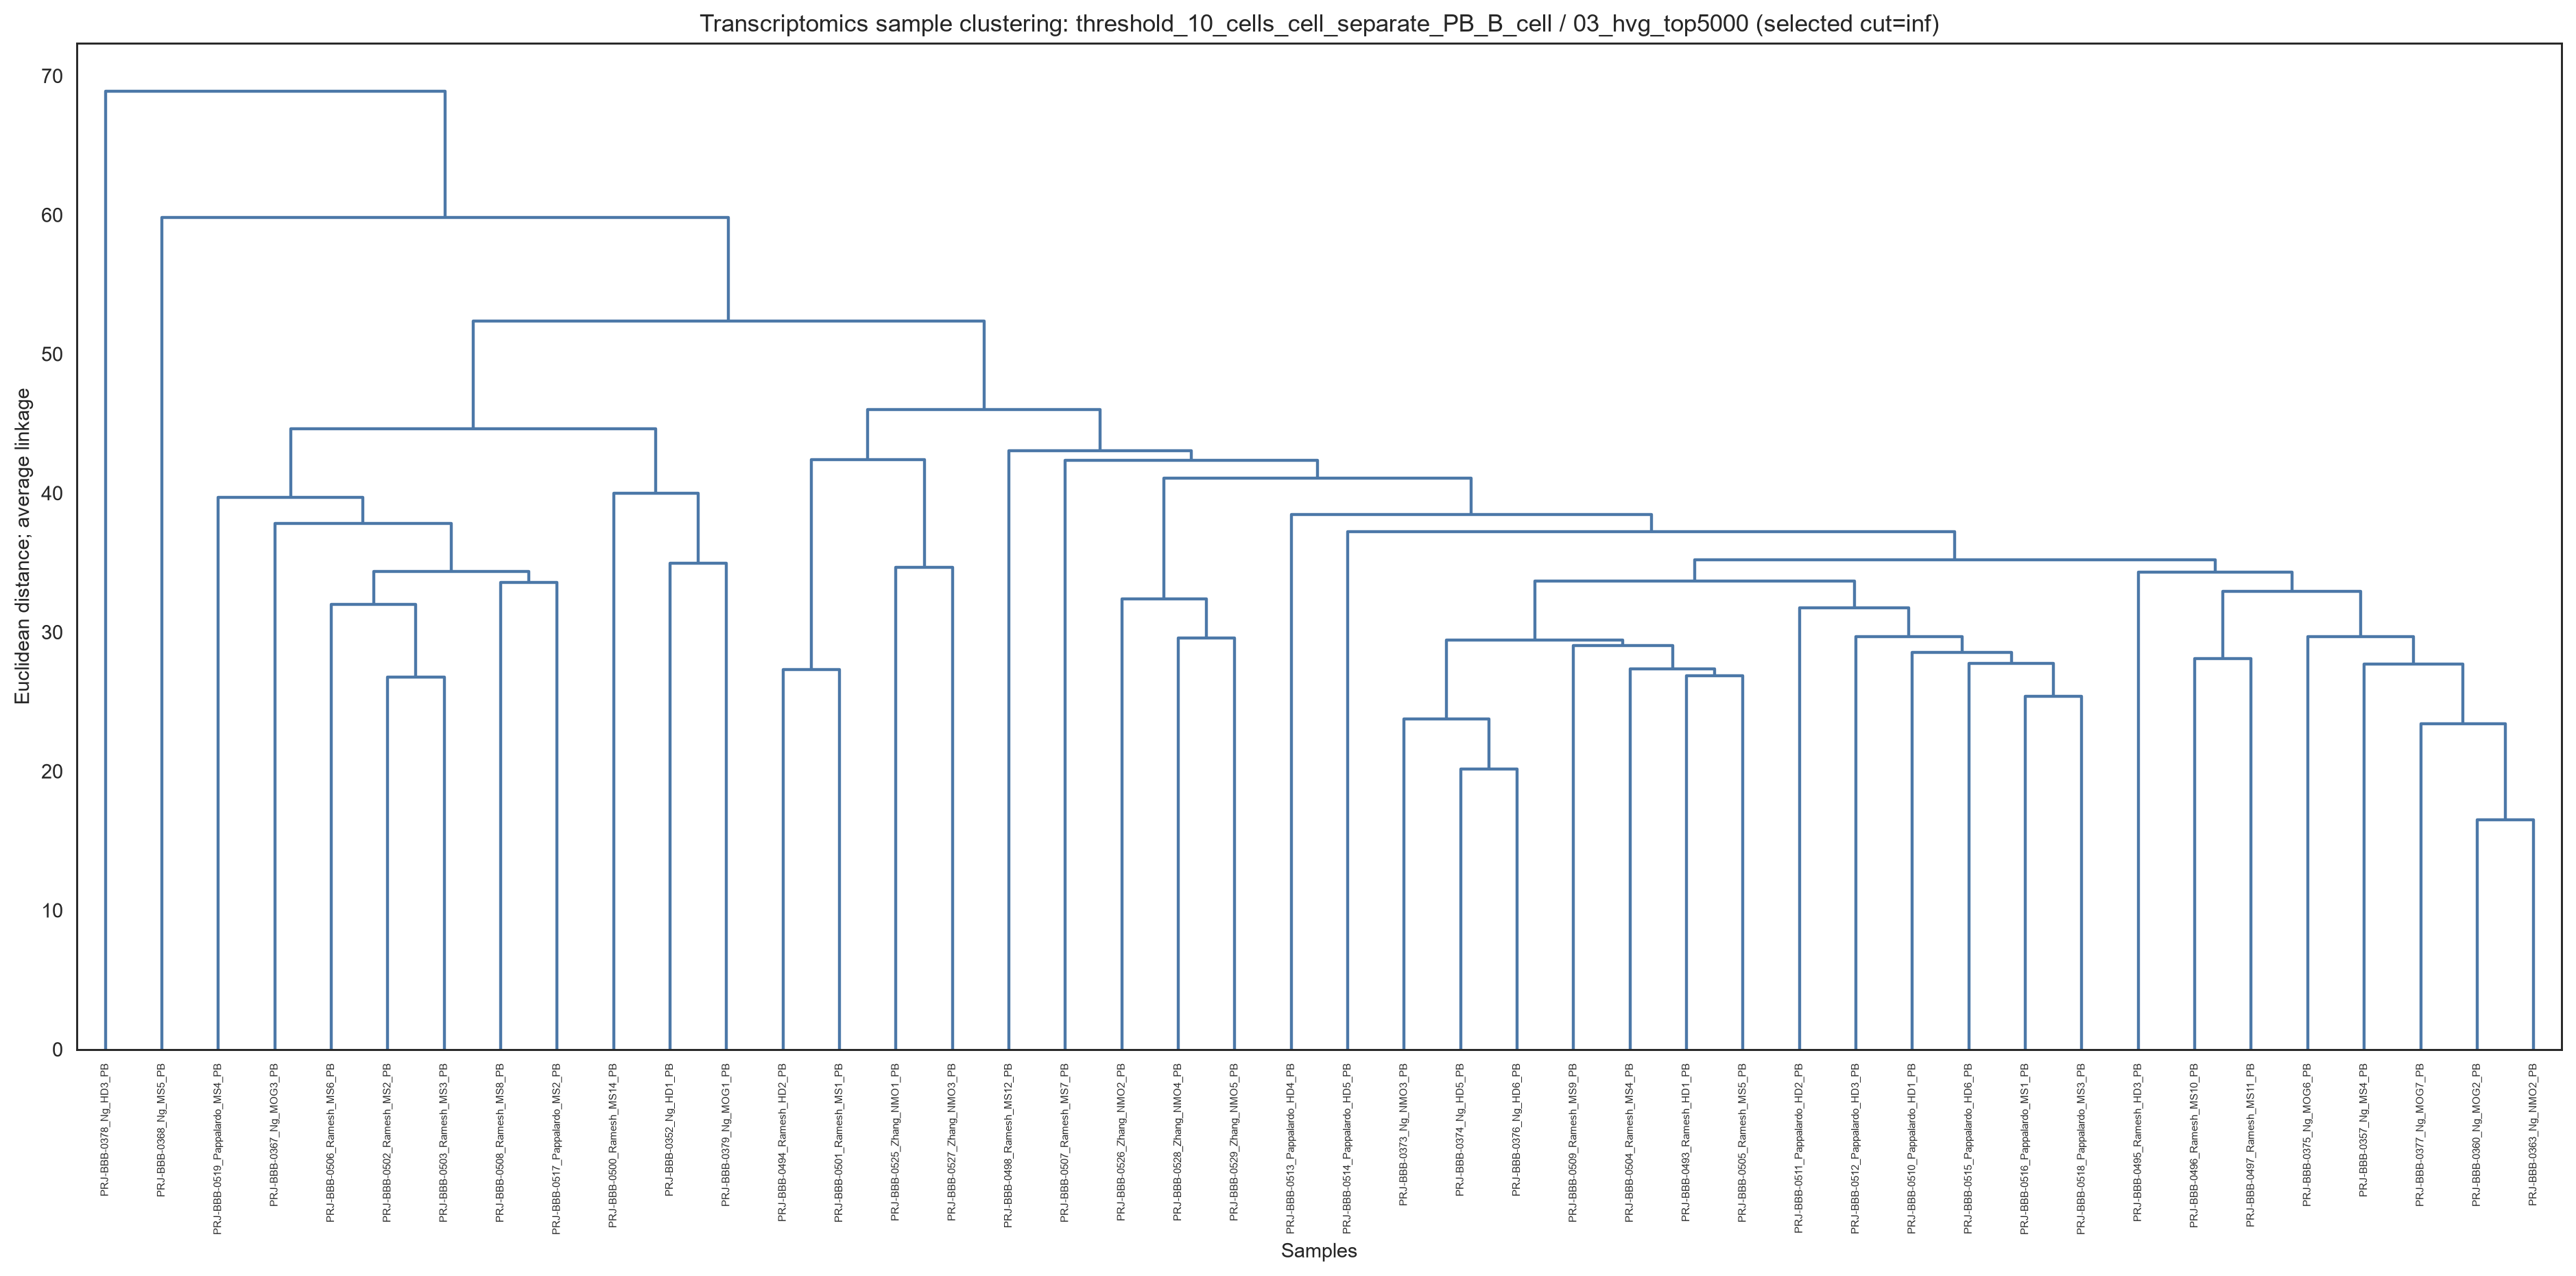 Transcriptomics sample clustering: threshold_10_cells_cell_separate_PB_B_cell / 03_hvg_top5000 (selected cut=inf)
Euclidean distance; average linkage
70
60
50
40
30
20
10
0
PRJ-BBB-0378_Ng_HD3_PB
PRJ-BBB-0368_Ng_MS5_PB
PRJ-BBB-0519_Pappalardo_MS4_PB
PRJ-BBB-0367_Ng_MOG3_PB
PRJ-BBB-0506_Ramesh_MS6_PB
PRJ-BBB-0502_Ramesh_MS2_PB
PRJ-BBB-0503_Ramesh_MS3_PB
PRJ-BBB-0508_Ramesh_MS8_PB
PRJ-BBB-0517_Pappalardo_MS2_PB
PRJ-BBB-0500_Ramesh_MS14_PB
PRJ-BBB-0352_Ng_HD1_PB
PRJ-BBB-0379_Ng_MOG1_PB
PRJ-BBB-0494_Ramesh_HD2_PB
PRJ-BBB-0501_Ramesh_MS1_PB
PRJ-BBB-0525_Zhang_NMO1_PB
PRJ-BBB-0527_Zhang_NMO3_PB
PRJ-BBB-0498_Ramesh_MS12_PB
PRJ-BBB-0507_Ramesh_MS7_PB
PRJ-BBB-0526_Zhang_NMO2_PB
PRJ-BBB-0528_Zhang_NMO4_PB
PRJ-BBB-0529_Zhang_NMO5_PB
PRJ-BBB-0513_Pappalardo_HD4_PB
PRJ-BBB-0514_Pappalardo_HD5_PB
PRJ-BBB-0373_Ng_NMO3_PB
PRJ-BBB-0374_Ng_HD5_PB
PRJ-BBB-0376_Ng_HD6_PB
PRJ-BBB-0509_Ramesh_MS9_PB
PRJ-BBB-0504_Ramesh_MS4_PB
PRJ-BBB-0493_Ramesh_HD1_PB
PRJ-BBB-0505_Ramesh_MS5_PB
PRJ-BBB-0511_Pappalardo_HD2_PB
PRJ-BBB-0512_Pappalardo_HD3_PB
PRJ-BBB-0510_Pappalardo_HD1_PB
PRJ-BBB-0515_Pappalardo_HD6_PB
PRJ-BBB-0516_Pappalardo_MS1_PB
PRJ-BBB-0518_Pappalardo_MS3_PB
PRJ-BBB-0495_Ramesh_HD3_PB
PRJ-BBB-0496_Ramesh_MS10_PB
PRJ-BBB-0497_Ramesh_MS11_PB
PRJ-BBB-0375_Ng_MOG6_PB
PRJ-BBB-0357_Ng_MS4_PB
PRJ-BBB-0377_Ng_MOG7_PB
PRJ-BBB-0360_Ng_MOG2_PB
PRJ-BBB-0363_Ng_NMO2_PB
Samples